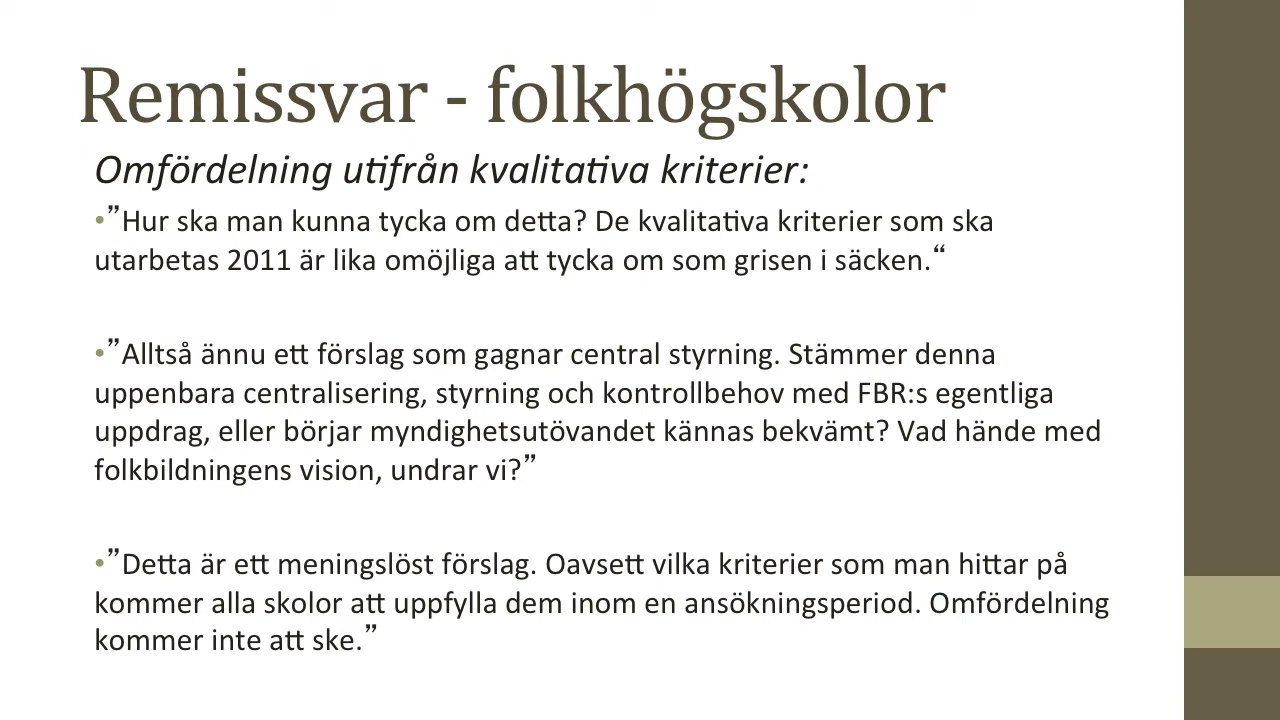 Remissvar - folkhögskolor
Omfördelning utifrån kvalitativa kriterier:
•”Hur ska man kunna tycka om detta? De kvalitativa kriterier som ska
utarbetas 2011 är lika omöjliga att tycka om som grisen i säcken.“
•”Alltså ännu ett förslag som gagnar central styrning. Stämmer denna
uppenbara centralisering, styrning och kontrollbehov med FBR:s egentliga
uppdrag, eller börjar myndighetsutövandet kännas bekvämt? Vad hände med
folkbildningens vision, undrar vi?”
•”Detta är ett meningslöst förslag. Oavsett vilka kriterier som man hittar på
kommer alla skolor att uppfylla dem inom en ansökningsperiod. Omfördelning
kommer inte att ske.”